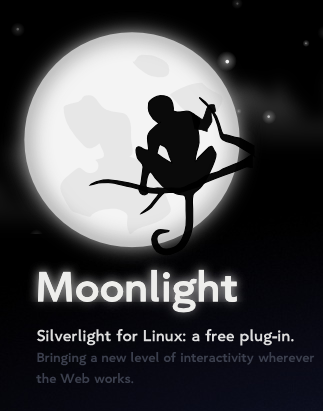 Moonlight
Silverlight for Linux: a free plug-in.
Bringing a new level of interactivity wherever
the Web works.